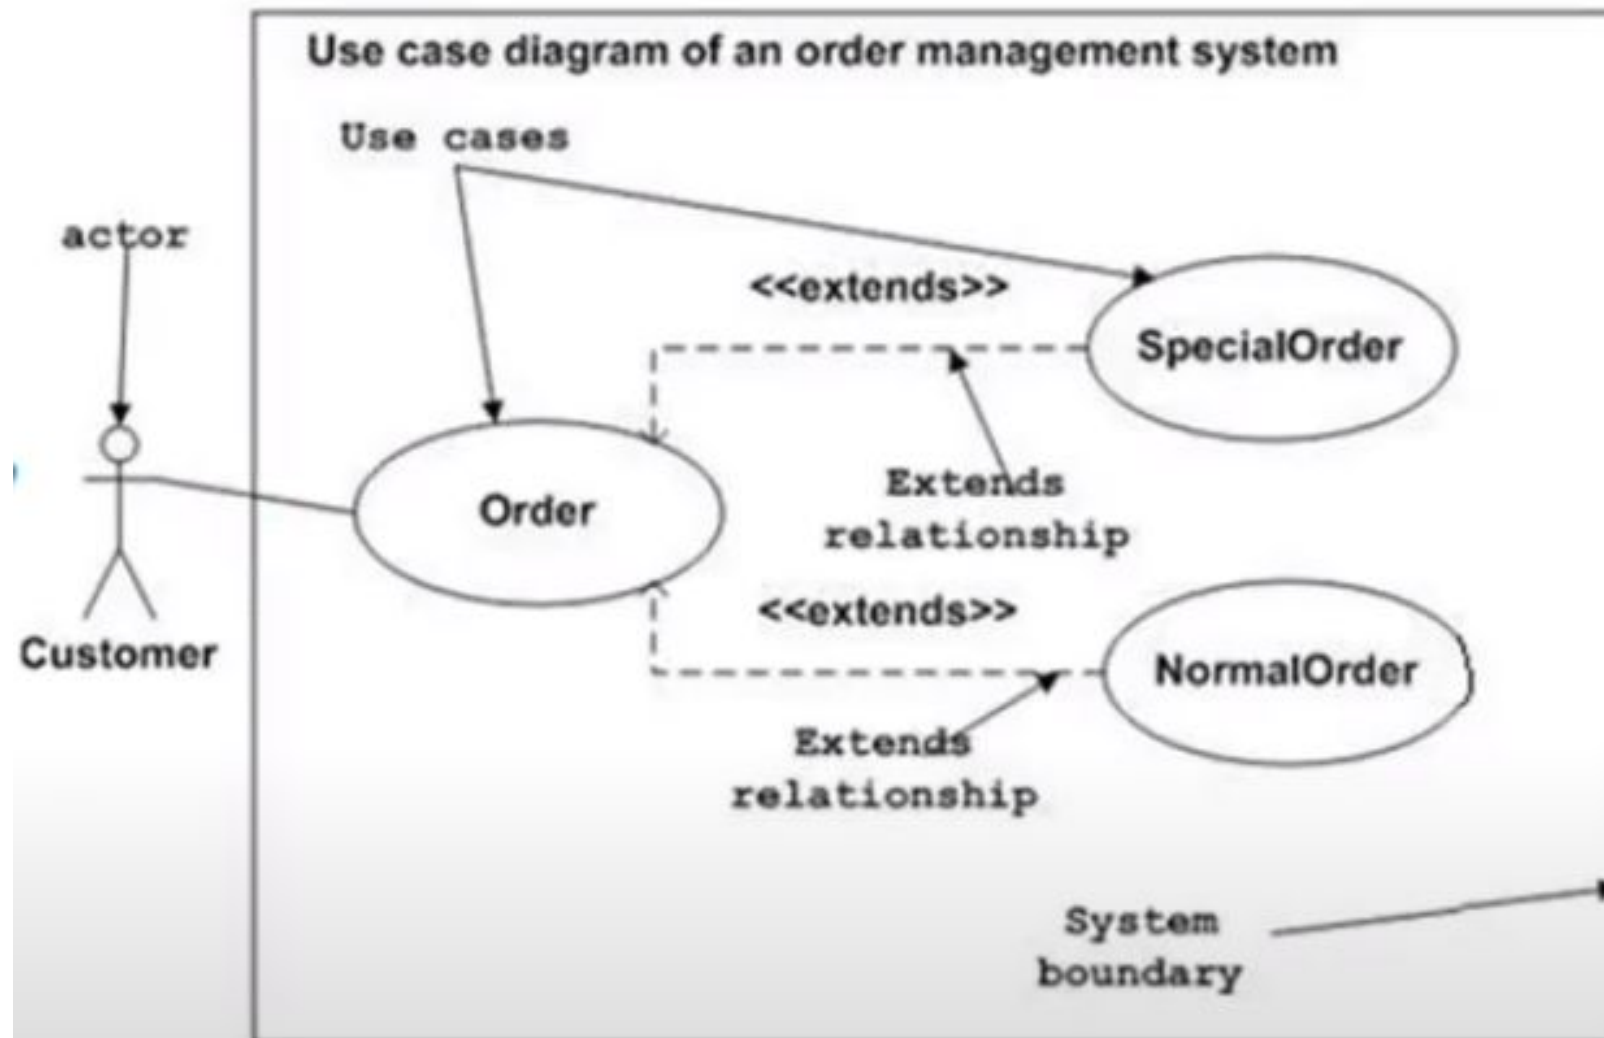 Use case diagram of an order management system
Use cases
actor
<<extends>>
SpecialOrder
Extends
relationship
Order
<<extends>>
Customer
NormalOrder
Extends
relationship
System
boundary